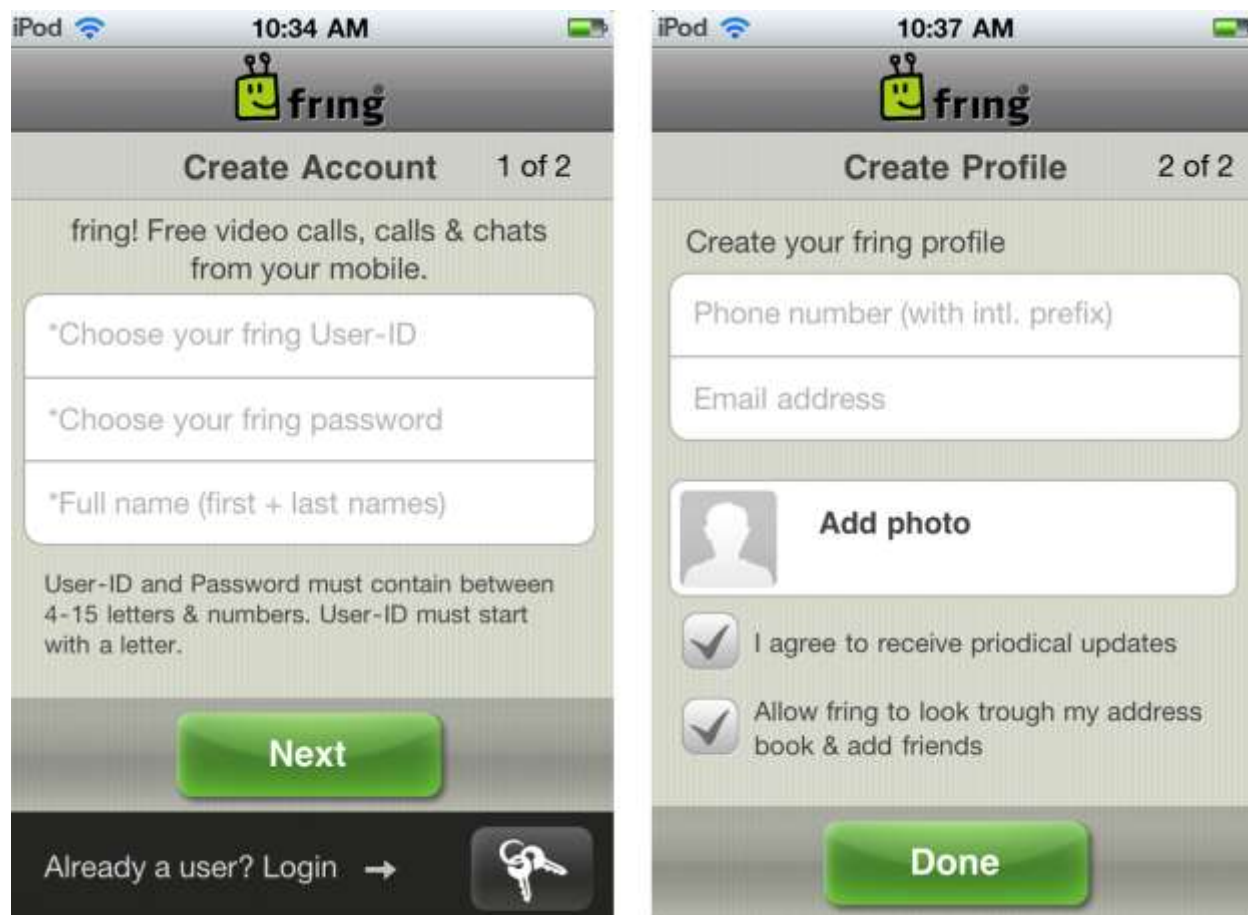 iPod 10:34 AM
fring
Create Account 1 of 2
fring! Free video calls, calls & chats
from your mobile.
*Choose your fring User-ID
*Choose your fring password
*Full name (first + last names)
User-ID and Password must contain between
4-15 letters & numbers. User-ID must start
with a letter.
Next
Already a user? Login →
iPod 10:37 AM
fring
Create Profile 2 of 2
Create your fring profile
Phone number (with intl. prefix)
Email address
Add photo
I agree to receive priodical updates
Allow fring to look trough my address
book & add friends
Done